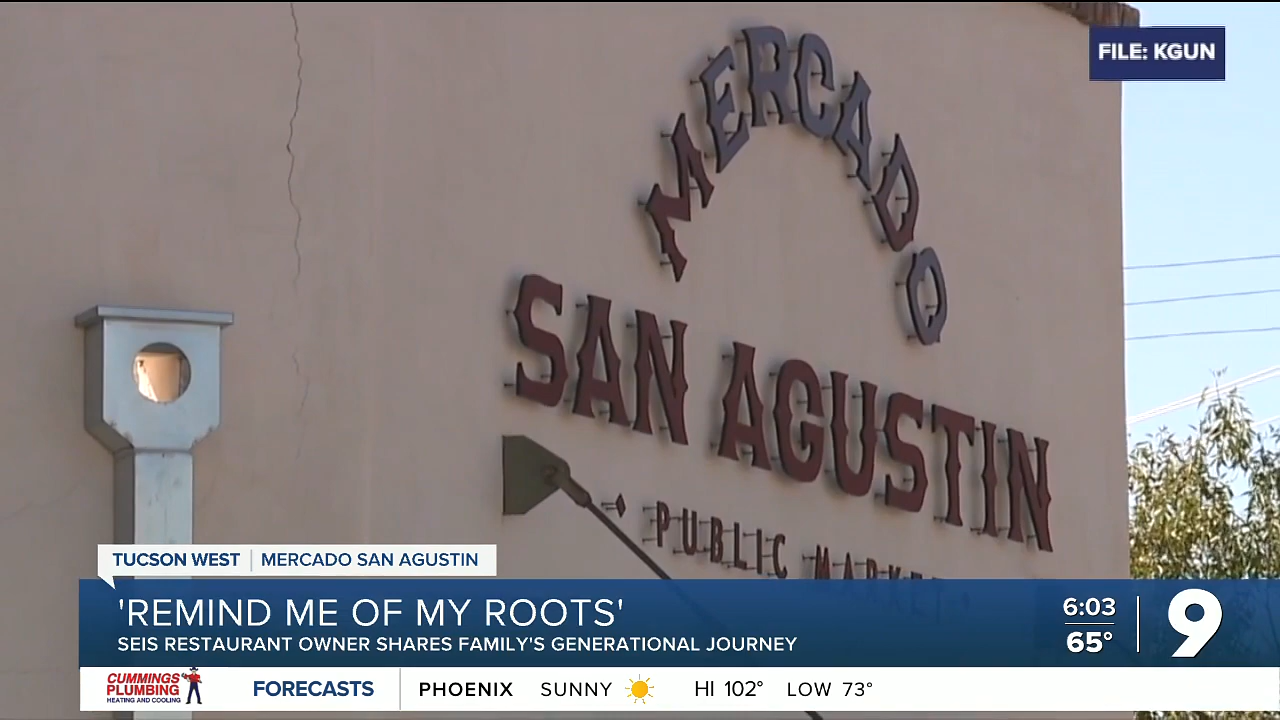 FILE: KGUN
MERCADO
SAN AGUSTIN
PUBLIC MARKET
TUCSON WEST | MERCADO SAN AGUSTIN
'REMIND ME OF MY ROOTS'
SEIS RESTAURANT OWNER SHARES FAMILY'S GENERATIONAL JOURNEY
6:03
65°
9
CUMMINGS
PLUMBING
HEATING AND COOLING
FORECASTS
PHOENIX SUNNY HI 102° LOW 73°